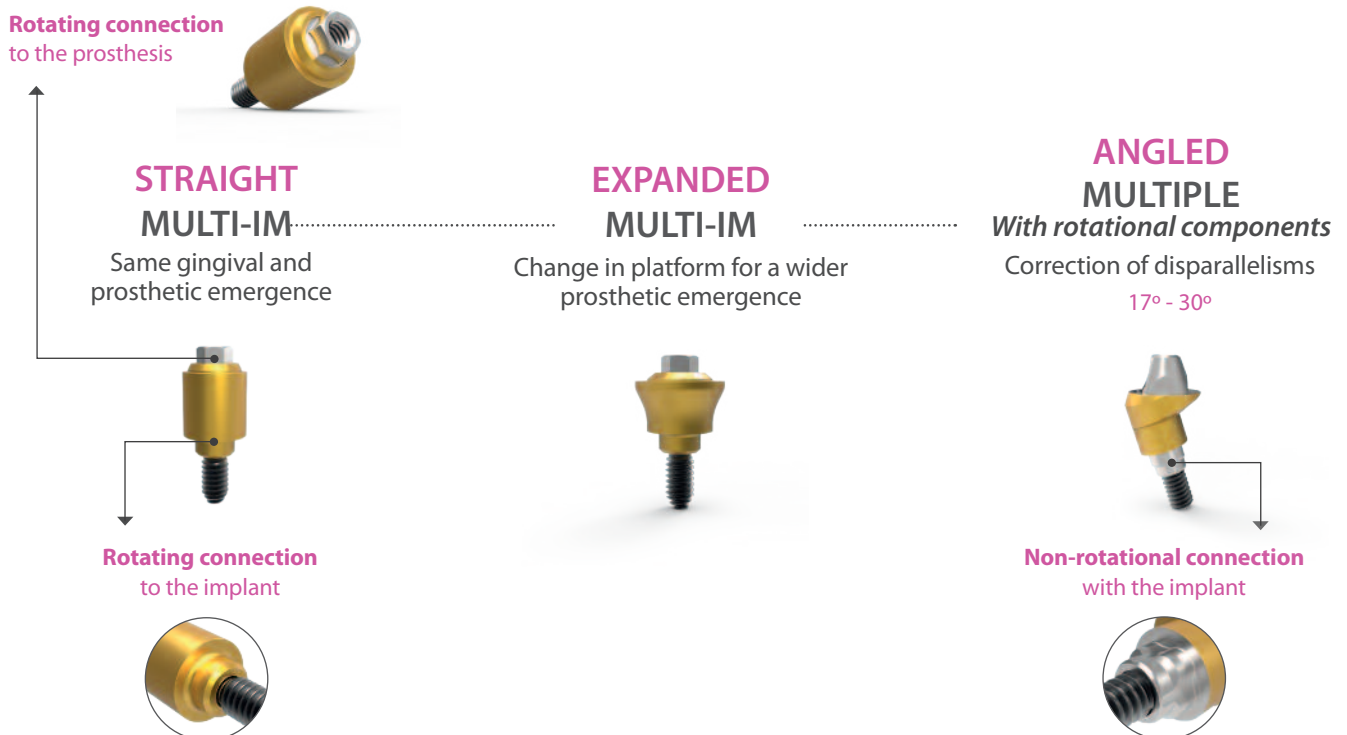 Rotating connection
to the prosthesis
STRAIGHT
MULTI-IM
Same gingival and
prosthetic emergence
EXPANDED
MULTI-IM
Change in platform for a wider
prosthetic emergence
ANGLED
MULTIPLE
With rotational components
Correction of disparallelisms
17º - 30º
Rotating connection
to the implant
Non-rotational connection
with the implant